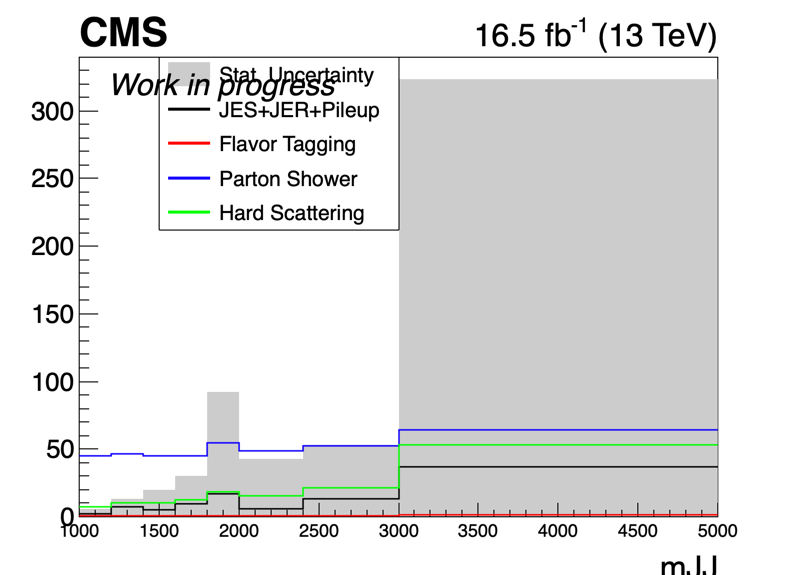 CMS
16.5 fb-1 (13 TeV)
Work in progress
Stat. Uncertainty
JES+JER+Pileup
Flavor Tagging
Parton Shower
Hard Scattering
300
250
200
150
100
50
0
1000 1500 2000 2500 3000 3500 4000 4500 5000
mJJ